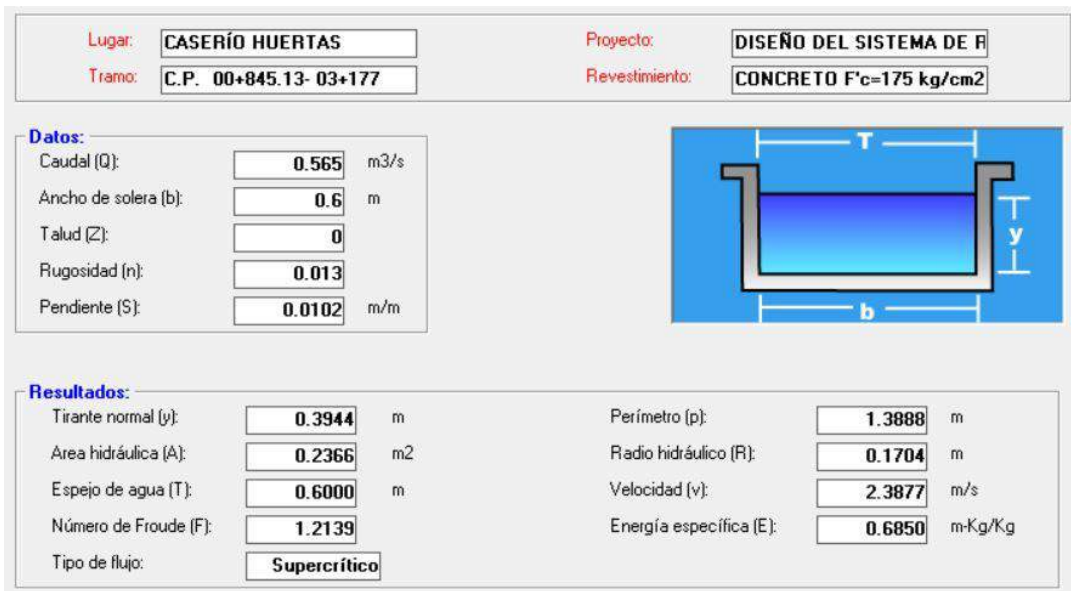 Lugar: CASERÍO HUERTAS Proyecto: DISEÑO DEL SISTEMA DE R
Tramo: C.P. 00+845.13- 03+177 Revestimiento: CONCRETO F'c=175 kg/cm2
Datos:
Caudal (Q): 0.565 m3/s
Ancho de solera (b): 0.6 m
Talud (Z): 0
Rugosidad (n): 0.013
Pendiente (S): 0.0102 m/m
T
y
b
Resultados:
Tirante normal (y): 0.3944 m Perímetro (p): 1.3888 m
Area hidráulica (A): 0.2366 m2 Radio hidráulico (R): 0.1704 m
Espejo de agua (T): 0.6000 m Velocidad (v): 2.3877 m/s
Número de Froude (F): 1.2139 Energía específica (E): 0.6850 m-Kg/Kg
Tipo de flujo: Supercrítico